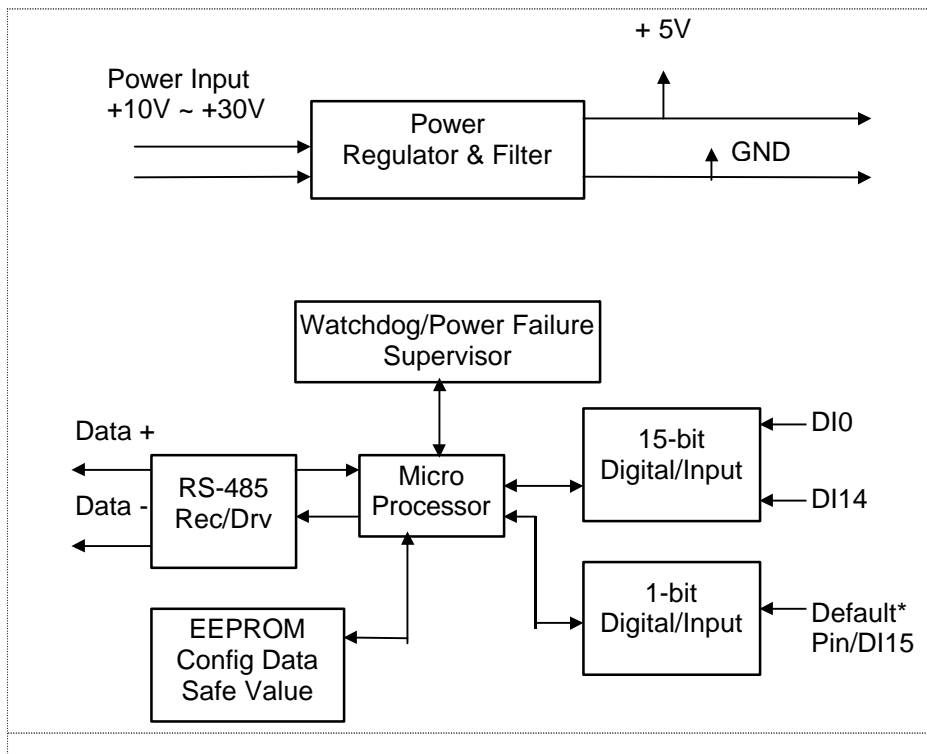 + 5V
Power Input
+10V ~ +30V
Power
Regulator & Filter
GND
Watchdog/Power Failure
Supervisor
Data +
Data -
RS-485
Rec/Drv
Micro
Processor
15-bit
Digital/Input
DI0
DI14
EEPROM
Config Data
Safe Value
1-bit
Digital/Input
Default*
Pin/DI15